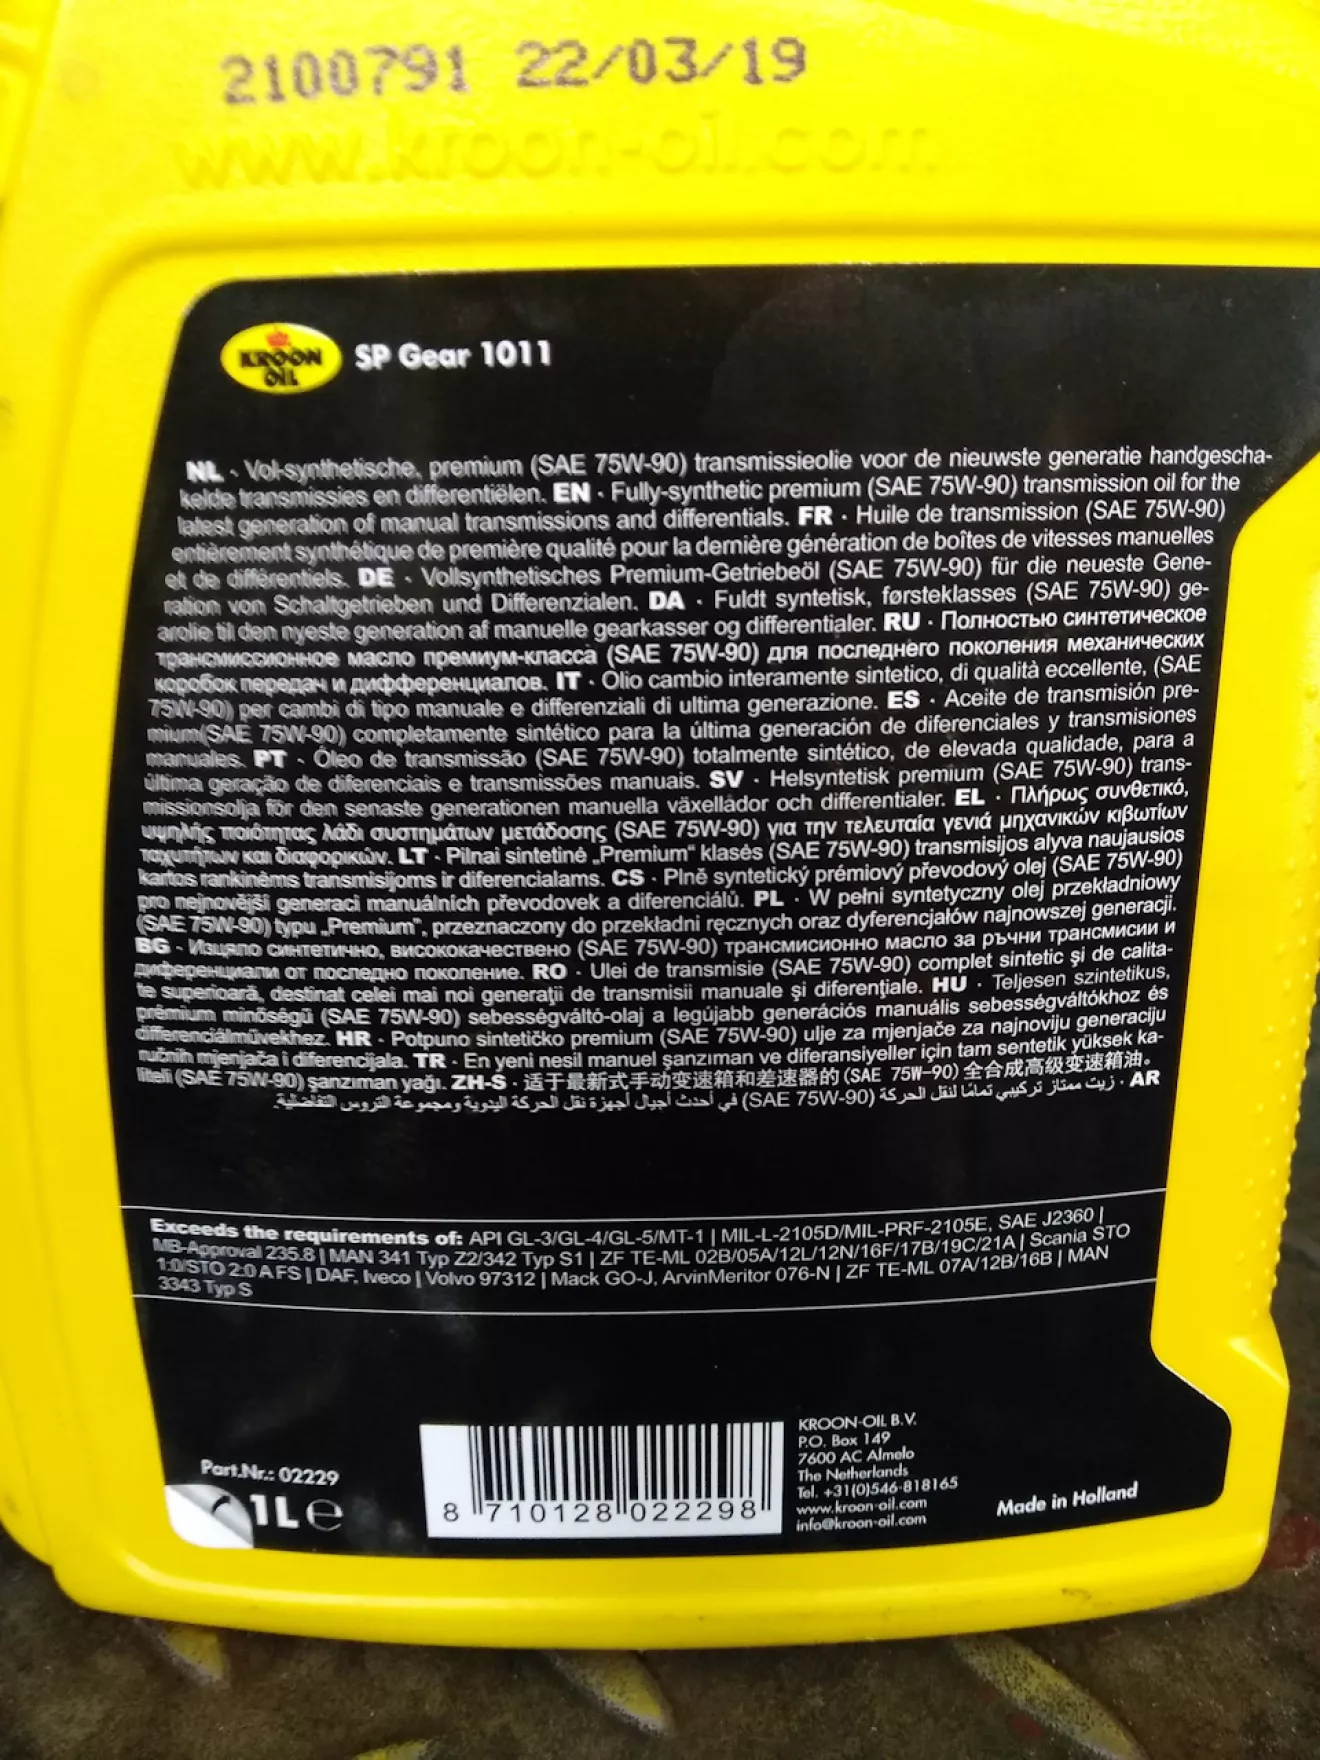 2100791 22/03/19
www.kroon-oil.com
KROON OIL SP Gear 1011
NL · Vol-synthetische, premium (SAE 75W-90) transmissieolie voor de nieuwste generatie handgescha-
kelde transmissies en differentiëlen. EN · Fully-synthetic premium (SAE 75W-90) transmission oil for the
latest generation of manual transmissions and differentials. FR · Huile de transmission (SAE 75W-90)
entièrement synthétique de première qualité pour la dernière génération de boîtes de vitesses manuelles
et de différentiels. DE · Vollsynthetisches Premium-Getriebeöl (SAE 75W-90) für die neueste Gene-
ration von Schaltgetrieben und Differenzialen. DA · Fuldt syntetisk, førsteklasses (SAE 75W-90) ge-
arolie til den nyeste generation af manuelle gearkasser og differentialer. RU · Полностью синтетическое
трансмиссионное масло премиум-класса (SAE 75W-90) для последнего поколения механических
коробок передач и дифференциалов. IT · Olio cambio interamente sintetico, di qualità eccellente, (SAE
75W-90) per cambi di tipo manuale e differenziali di ultima generazione. ES · Aceite de transmisión pre-
mium(SAE 75W-90) completamente sintético para la última generación de diferenciales y transmisiones
manuales. PT · Óleo de transmissão (SAE 75W-90) totalmente sintético, de elevada qualidade, para a
última geração de diferenciais e transmissões manuais. SV · Helsyntetisk premium (SAE 75W-90) trans-
missionsolja för den senaste generationen manuella växellådor och differentialer. EL · Πλήρως συνθετικό,
υψηλής ποιότητας λάδι συστημάτων μετάδοσης (SAE 75W-90) για την τελευταία γενιά μηχανικών κιβωτίων
ταχυτήτων και διαφορικών. LT · Pilnai sintetinė „Premium“ klasės (SAE 75W-90) transmisijos alyva naujausios
kartos rankinėms transmisijoms ir diferencialams. CS · Plně syntetický prémiový převodový olej (SAE 75W-90)
pro nejnovější generaci manuálních převodovek a diferenciálů. PL · W pełni syntetyczny olej przekładniowy
(SAE 75W-90) typu „Premium”, przeznaczony do przekładni ręcznych oraz dyferencjałów najnowszej generacji.
BG · Изцяло синтетично, висококачествено (SAE 75W-90) трансмисионно масло за ръчни трансмисии и
диференциали от последно поколение. RO · Ulei de transmisie (SAE 75W-90) complet sintetic şi de calita-
te superioară, destinat celei mai noi generaţii de transmisii manuale şi diferenţiale. HU · Teljesen szintetikus,
prémium minőségű (SAE 75W-90) sebességváltó-olaj a legújabb generációs manuális sebességváltókhoz és
differenciálművekhez. HR · Potpuno sintetičko premium (SAE 75W-90) ulje za mjenjače za najnoviju generaciju
ručnih mjenjača i diferencijala. TR · En yeni nesil manuel şanzıman ve diferansiyeller için tam sentetik yüksek ka-
liteli (SAE 75W-90) şanzıman yağı. ZH-S · 适于最新式手动变速箱和差速器的 (SAE 75W-90) 全合成高级变速箱油。
AR · زيت ممتاز تركيبي تمامًا لنقل الحركة (SAE 75W-90) في أحدث أجيال أجهزة نقل الحركة اليدوية ومجموعة التروس التفاضلية.
Exceeds the requirements of: API GL-3/GL-4/GL-5/MT-1 | MIL-L-2105D/MIL-PRF-2105E, SAE J2360 |
MB-Approval 235.8 | MAN 341 Typ Z2/342 Typ S1 | ZF TE-ML 02B/05A/12L/12N/16F/17B/19C/21A | Scania STO
1:0/STO 2:0 A FS | DAF, Iveco | Volvo 97312 | Mack GO-J, ArvinMeritor 076-N | ZF TE-ML 07A/12B/16B | MAN
3343 Typ S
Part.Nr.: 02229
1L e
8 710128 022298
KROON-OIL B.V.
P.O. Box 149
7600 AC Almelo
The Netherlands
Tel. +31(0)546-818165
www.kroon-oil.com
info@kroon-oil.com
Made in Holland